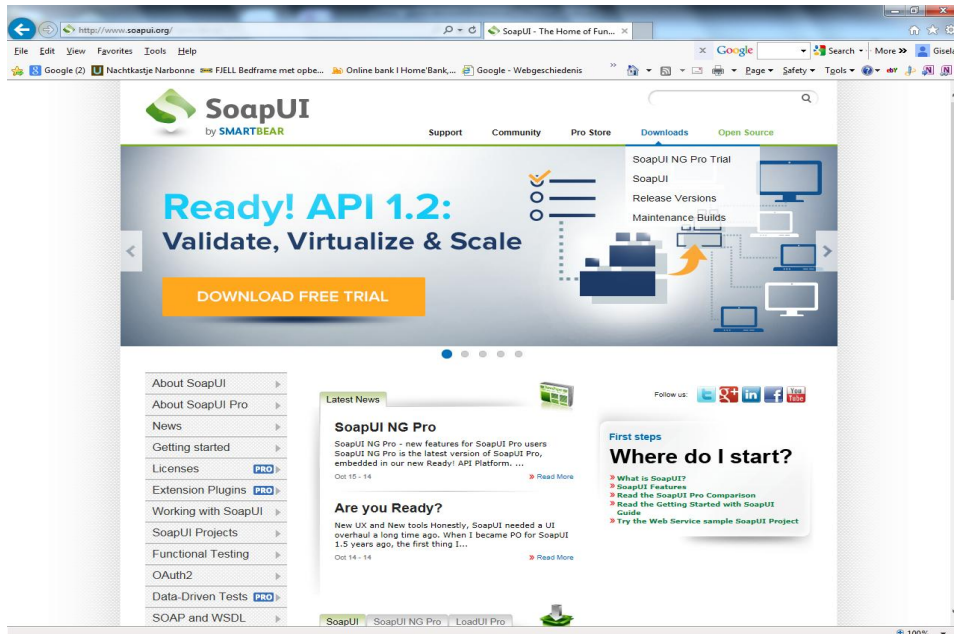 http://www.soapui.org/
SoapUI - The Home of Fun...
File Edit View Favorites Tools Help
Google Search More »
Google (2) Nachtkastje Narbonne FJELL Bedframe met opbe... Online bank I Home'Bank,... Google - Webgeschiedenis » Page Safety Tools
SoapUI
by SMARTBEAR
Support Community Pro Store Downloads Open Source
SoapUI NG Pro Trial
SoapUI
Release Versions
Maintenance Builds
Ready! API 1.2:
Validate, Virtualize & Scale
DOWNLOAD FREE TRIAL
About SoapUI
About SoapUI Pro
News
Getting started
Licenses PRO
Extension Plugins PRO
Working with SoapUI
SoapUI Projects
Functional Testing
OAuth2
Data-Driven Tests PRO
SOAP and WSDL
Latest News
SoapUI NG Pro
SoapUI NG Pro - new features for SoapUI Pro users
SoapUI NG Pro is the latest version of SoapUI Pro,
embedded in our new Ready! API Platform. ...
Oct 15 - 14 » Read More
Are you Ready?
New UX and New tools Honestly, SoapUI needed a UI
overhaul a long time ago. When I became PO for SoapUI
1.5 years ago, the first thing I...
Oct 14 - 14 » Read More
SoapUI SoapUI NG Pro LoadUI Pro
Follow us: You Tube
First steps
Where do I start?
» What is SoapUI?
» SoapUI Features
» Read the SoapUI Pro Comparison
» Read the Getting Started with SoapUI
Guide
» Try the Web Service sample SoapUI Project
100%